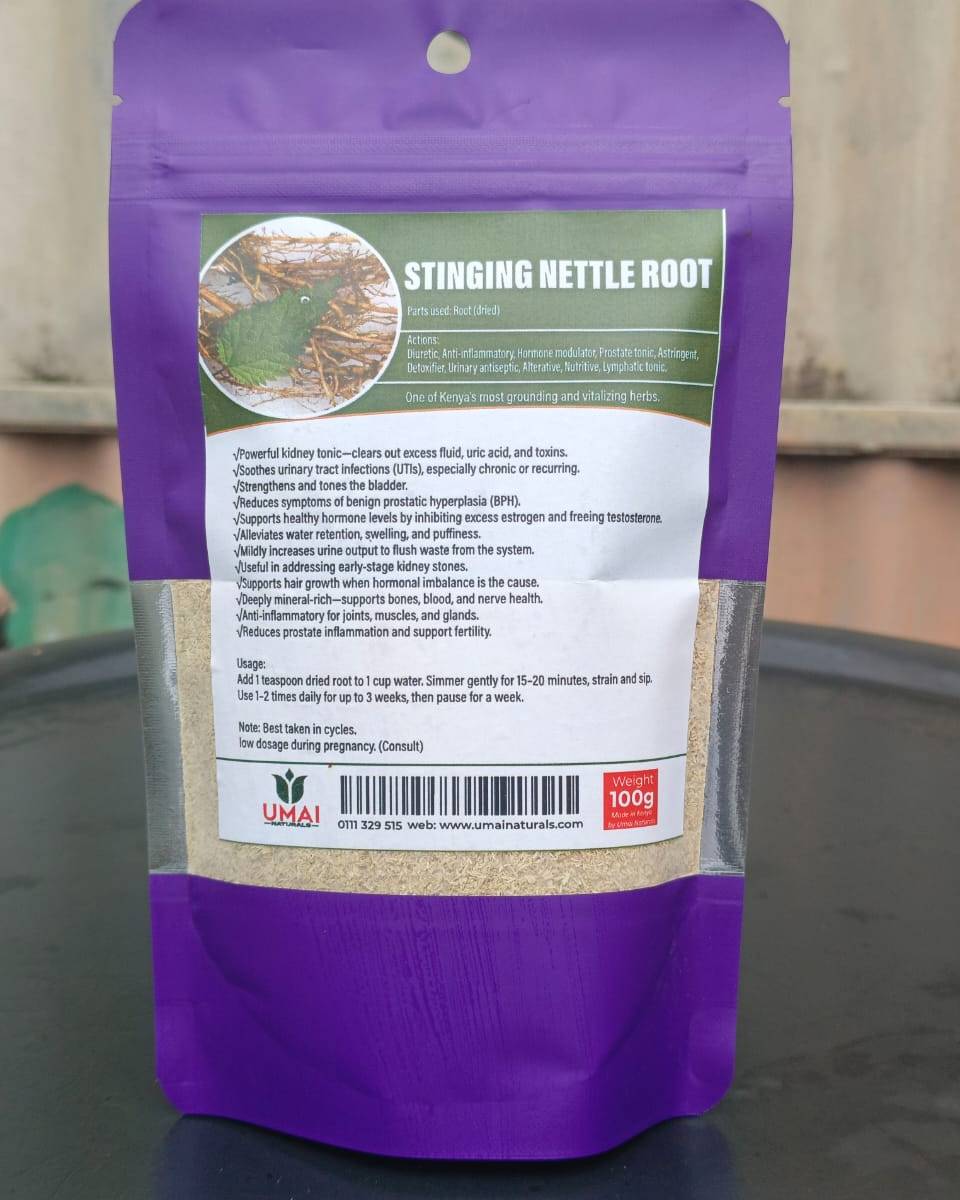 STINGING NETTLE ROOT
Parts used: Root (dried)
Actions:
Diuretic, Anti-inflammatory, Hormone modulator, Prostate tonic, Astringent,
Detoxifier, Urinary antiseptic, Alterative, Nutritive, Lymphatic tonic.
One of Kenya's most grounding and vitalizing herbs.
√Powerful kidney tonic—clears out excess fluid, uric acid, and toxins.
√Soothes urinary tract infections (UTIs), especially chronic or recurring.
√Strengthens and tones the bladder.
√Reduces symptoms of benign prostatic hyperplasia (BPH).
√Supports healthy hormone levels by inhibiting excess estrogen and freeing testosterone.
√Alleviates water retention, swelling, and puffiness.
√Mildly increases urine output to flush waste from the system.
√Useful in addressing early-stage kidney stones.
√Supports hair growth when hormonal imbalance is the cause.
√Deeply mineral-rich—supports bones, blood, and nerve health.
√Anti-inflammatory for joints, muscles, and glands.
√Reduces prostate inflammation and support fertility.
Usage:
Add 1 teaspoon dried root to 1 cup water. Simmer gently for 15-20 minutes, strain and sip.
Use 1-2 times daily for up to 3 weeks, then pause for a week.
Note: Best taken in cycles.
low dosage during pregnancy. (Consult)
UMAI
NATURALS
0111 329 515 web: www.umainaturals.com
Weight
100g
Made in Kenya
by Umai Naturals